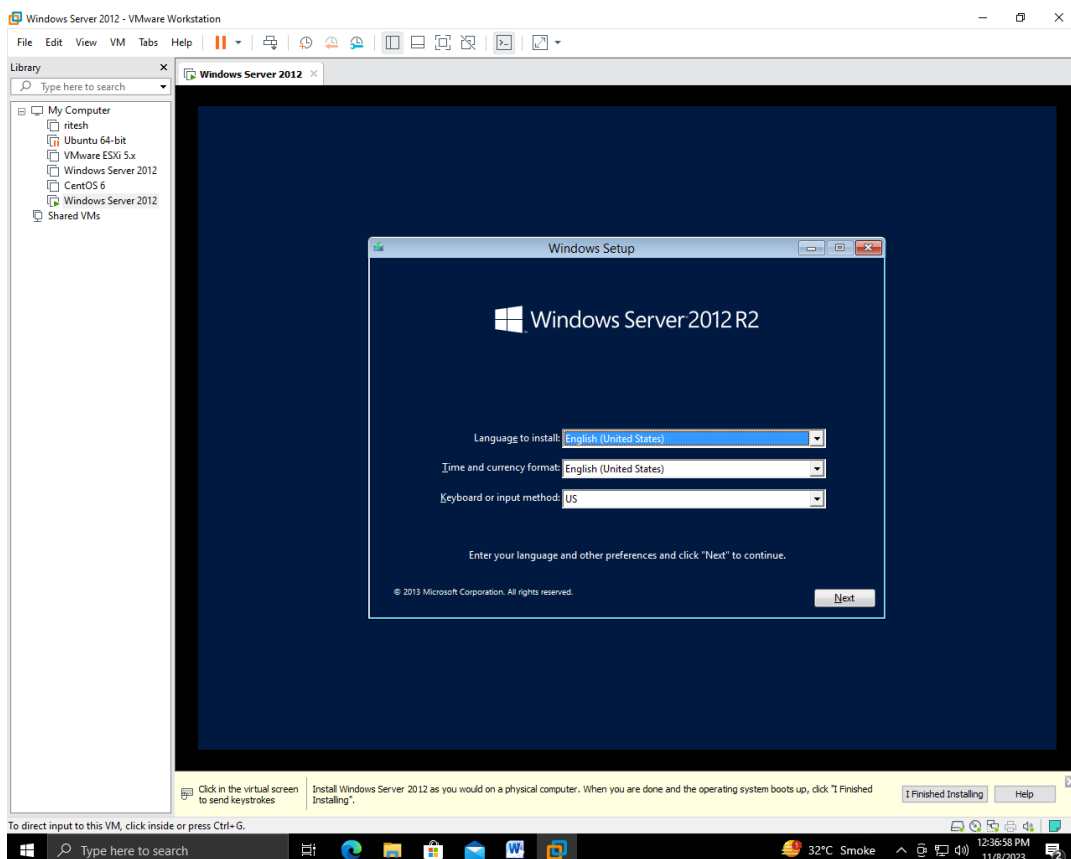 Windows Server 2012 - VMware Workstation
File Edit View VM Tabs Help
Library
Type here to search
My Computer
ritesh
Ubuntu 64-bit
VMware ESXi 5.x
Windows Server 2012
CentOS 6
Windows Server 2012
Shared VMs
Windows Server 2012
Windows Setup
Windows Server 2012 R2
Language to install: English (United States)
Time and currency format: English (United States)
Keyboard or input method: US
Enter your language and other preferences and click "Next" to continue.
© 2013 Microsoft Corporation. All rights reserved.
Next
Click in the virtual screen
to send keystrokes
Install Windows Server 2012 as you would on a physical computer. When you are done and the operating system boots up, click "I Finished
Installing".
I Finished Installing
Help
To direct input to this VM, click inside or press Ctrl+G.
Type here to search
W
32°C Smoke
12:36:58 PM
11/8/2023
2